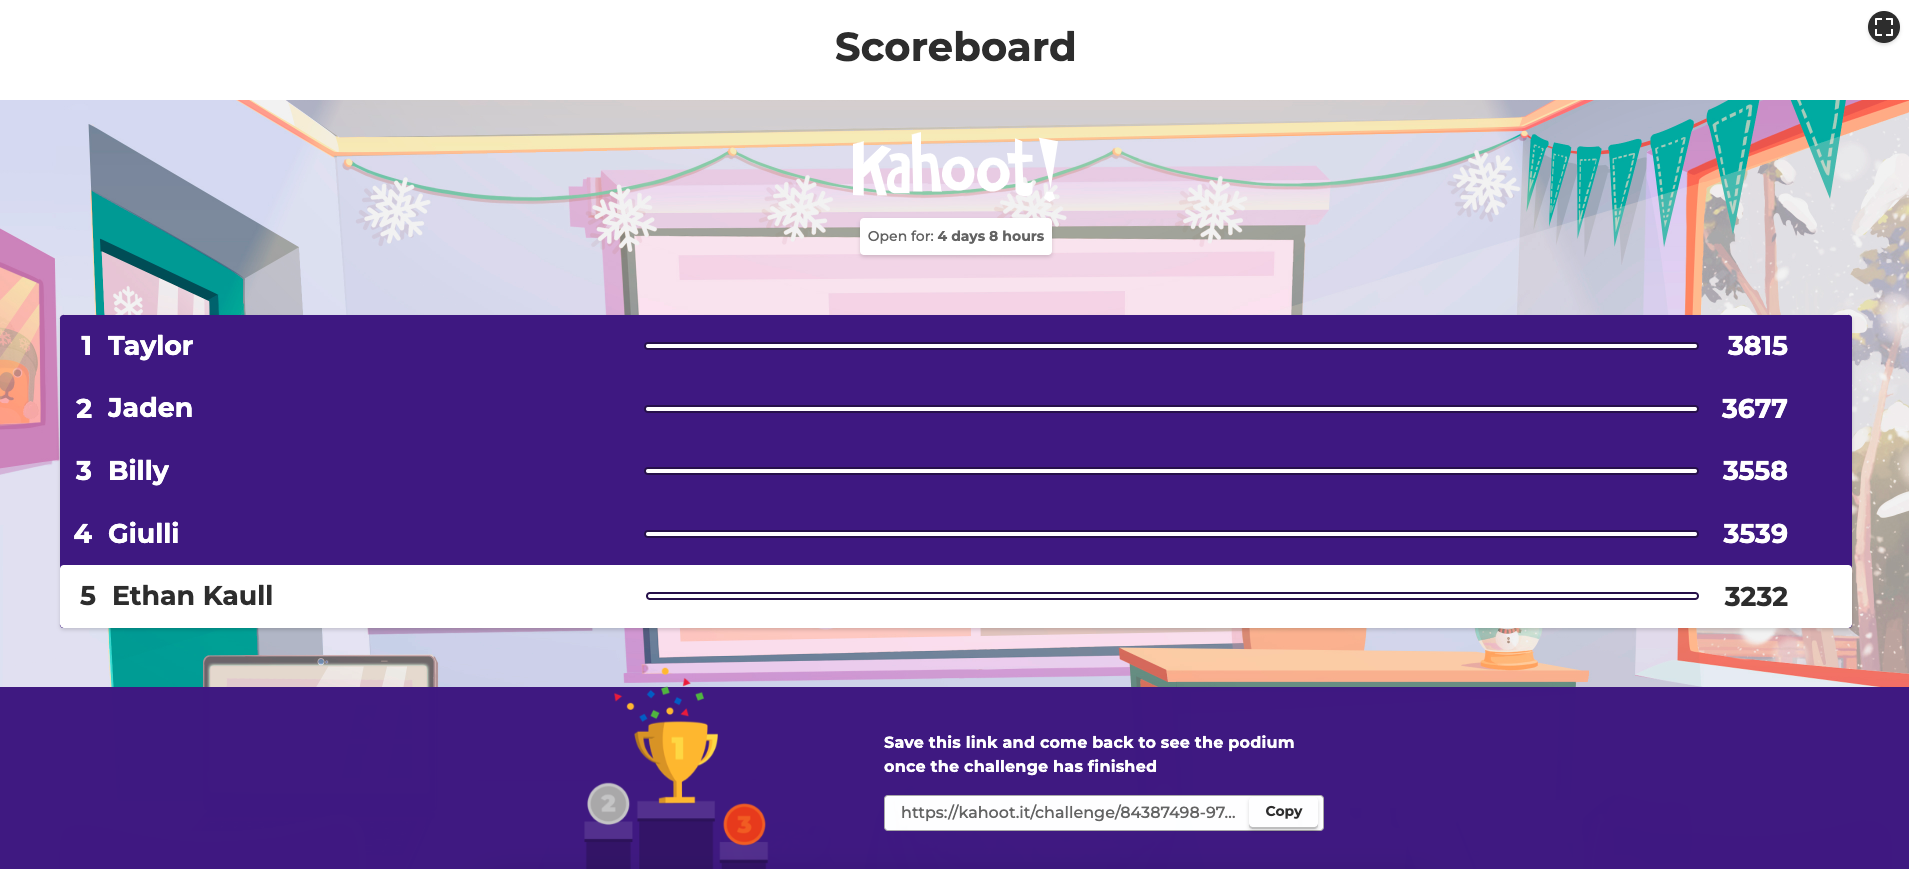 Scoreboard
Kahoot!
Open for: 4 days 8 hours
1 Taylor 3815
2 Jaden 3677
3 Billy 3558
4 Giulli 3539
5 Ethan Kaull 3232
1
2
3
Save this link and come back to see the podium
once the challenge has finished
https://kahoot.it/challenge/84387498-97... Copy